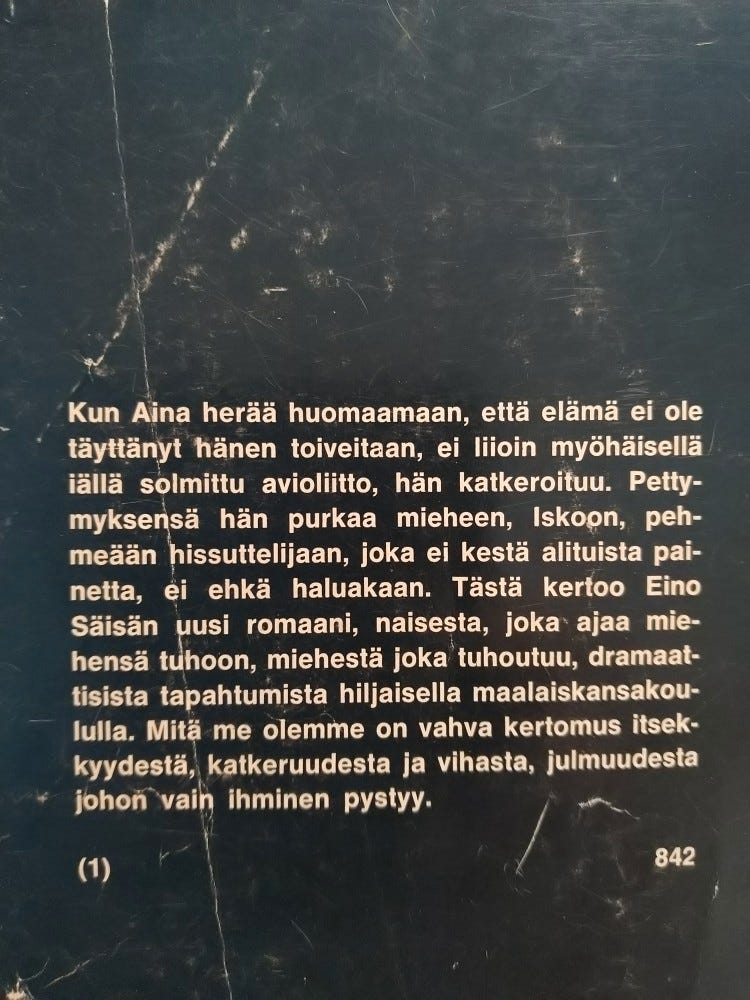 Kun Aina herää huomaamaan, että elämä ei ole
täyttänyt hänen toiveitaan, ei liioin myöhäisellä
iällä solmittu avioliitto, hän katkeroituu. Petty-
myksensä hän purkaa mieheen, Iskoon, peh-
meään hissuttelijaan, joka ei kestä alituista pai-
netta, ei ehkä haluakaan. Tästä kertoo Eino
Säisän uusi romaani, naisesta, joka ajaa mie-
hensä tuhoon, miehestä joka tuhoutuu, dramaat-
tisista tapahtumista hiljaisella maalaiskansakou-
lulla. Mitä me olemme on vahva kertomus itsek-
kyydestä, katkeruudesta ja vihasta, julmuudesta
johon vain ihminen pystyy.
(1) 842